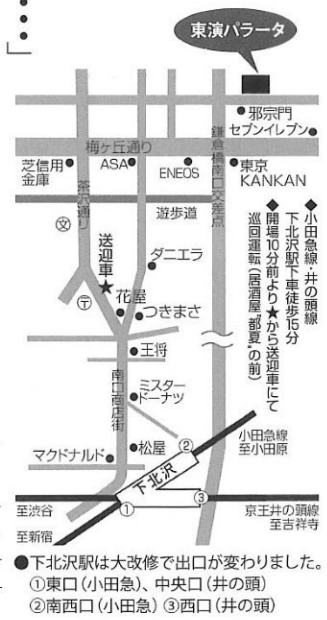 」
東演パラータ
邪宗門
セブンイレブン
梅ヶ丘通り
鎌倉橋南口交差点
芝信用
金庫
ASA
ENEOS
東京
KANKAN
茶沢通り
遊歩道
㊛
送迎車
★
ダニエラ
〒
花屋
つきまさ
王将
南口商店街
ミスター
ドーナツ
マクドナルド
松屋
下北沢
①
②
③
小田急線
至小田原
至渋谷
至新宿
京王井の頭線
至吉祥寺
◆小田急線・井の頭線
下北沢駅下車徒歩15分
◆開場10分前より★から送迎車にて
巡回運転(居酒屋“都夏”の前)
●下北沢駅は大改修で出口が変わりました。
①東口(小田急)、中央口(井の頭)
②南西口(小田急) ③西口(井の頭)